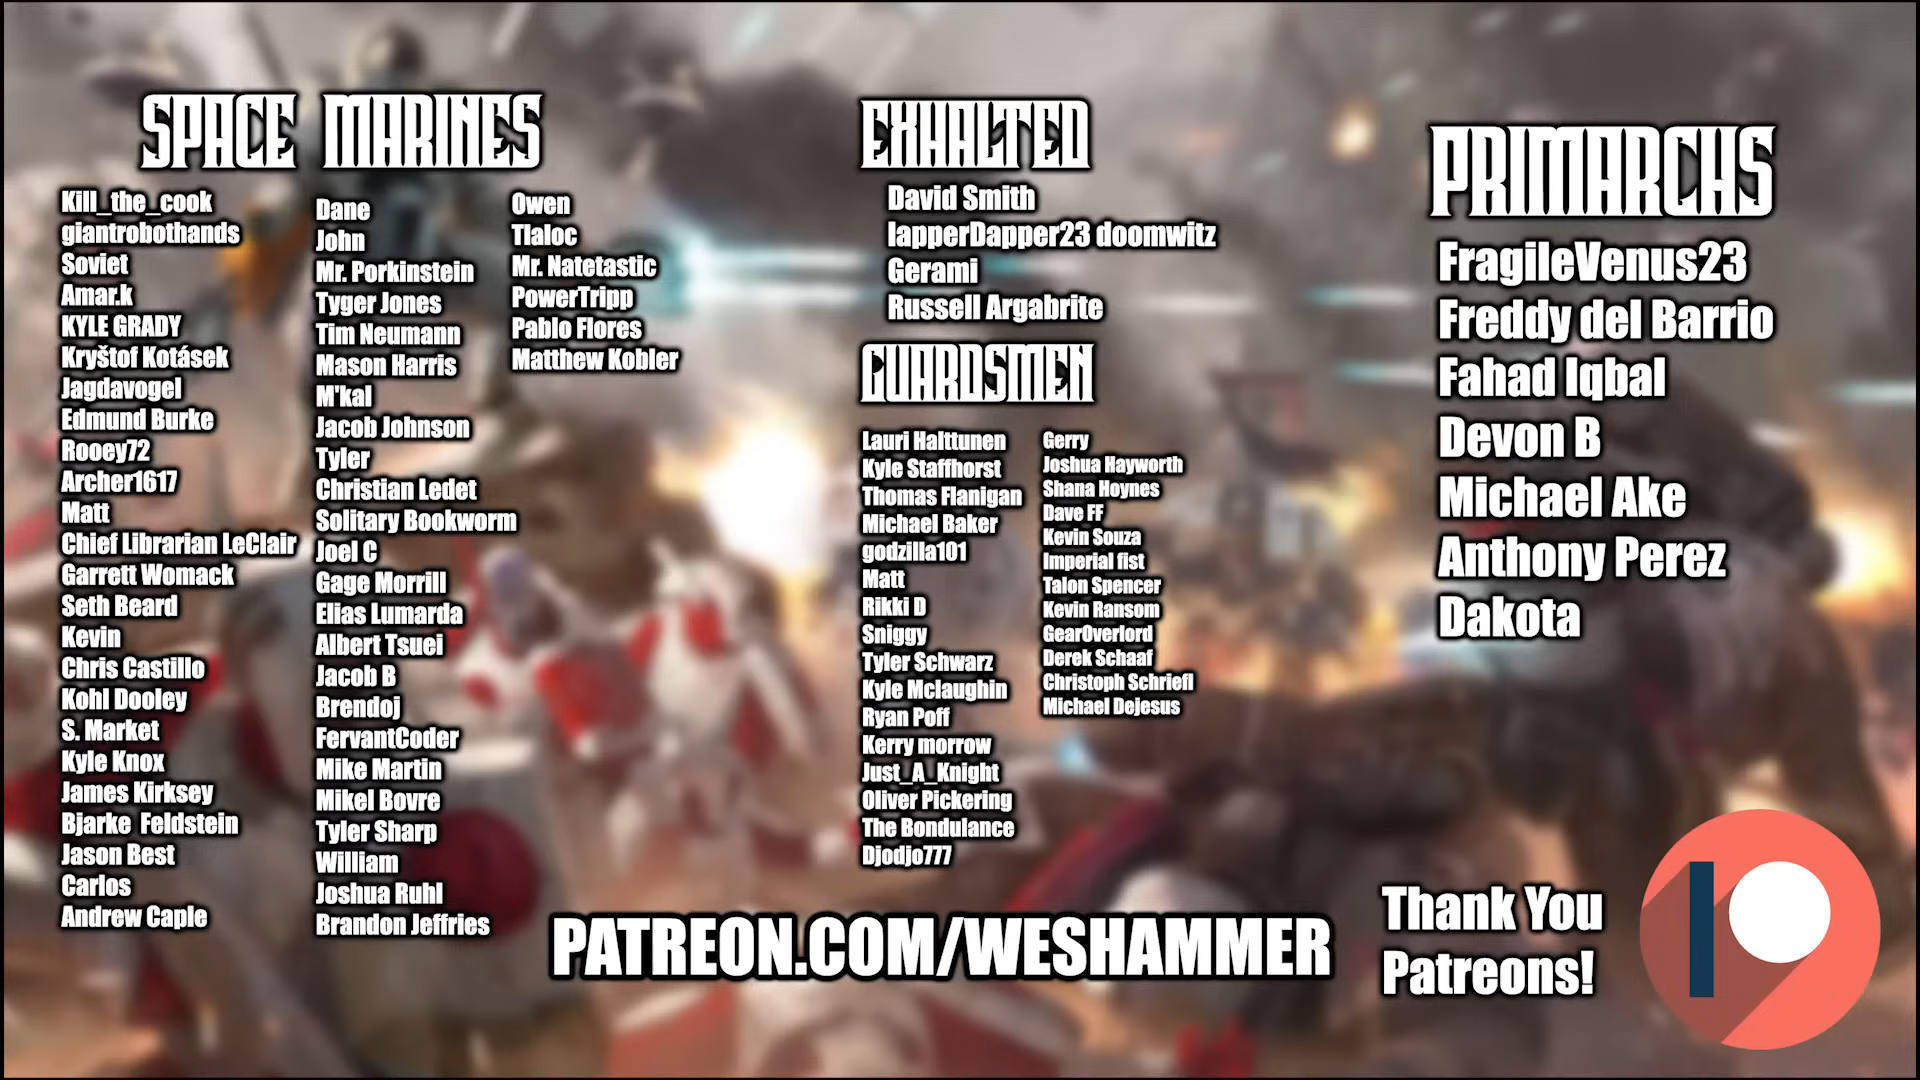 SPACE MARINES
Kill_the_cook
giantrobothands
Soviet
Amar.k
KYLE GRADY
Kryštof Kotásek
Jagdavogel
Edmund Burke
Rooey72
Archer1617
Matt
Chief Librarian LeClair
Garrett Womack
Seth Beard
Kevin
Chris Castillo
Kohl Dooley
S. Market
Kyle Knox
James Kirksey
Bjarke Feldstein
Jason Best
Carlos
Andrew Caple
Dane
John
Mr. Porkinstein
Tyger Jones
Tim Neumann
Mason Harris
M'kal
Jacob Johnson
Tyler
Christian Ledet
Solitary Bookworm
Joel C
Gage Morrill
Elias Lumarda
Albert Tsuei
Jacob B
Brendoj
FervantCoder
Mike Martin
Mikel Bovre
Tyler Sharp
William
Joshua Ruhl
Brandon Jeffries
Owen
Tlaloc
Mr. Natetastic
PowerTripp
Pablo Flores
Matthew Kobler
EXHALTED
David Smith
lapperDapper23 doomwitz
Gerami
Russell Argabrite
GUARDSMEN
Lauri Halttunen
Kyle Staffhorst
Thomas Flanigan
Michael Baker
godzilla101
Matt
Rikki D
Sniggy
Tyler Schwarz
Kyle Mclaughin
Ryan Poff
Kerry morrow
Just_A_Knight
Oliver Pickering
The Bondulance
Djodjo777
Gerry
Joshua Hayworth
Shana Hoynes
Dave FF
Kevin Souza
Imperial fist
Talon Spencer
Kevin Ransom
GearOverlord
Derek Schaaf
Christoph Schriefl
Michael Dejesus
PRIMARCHS
FragileVenus23
Freddy del Barrio
Fahad Iqbal
Devon B
Michael Ake
Anthony Perez
Dakota
PATREON.COM/WESHAMMER
Thank You
Patreons!